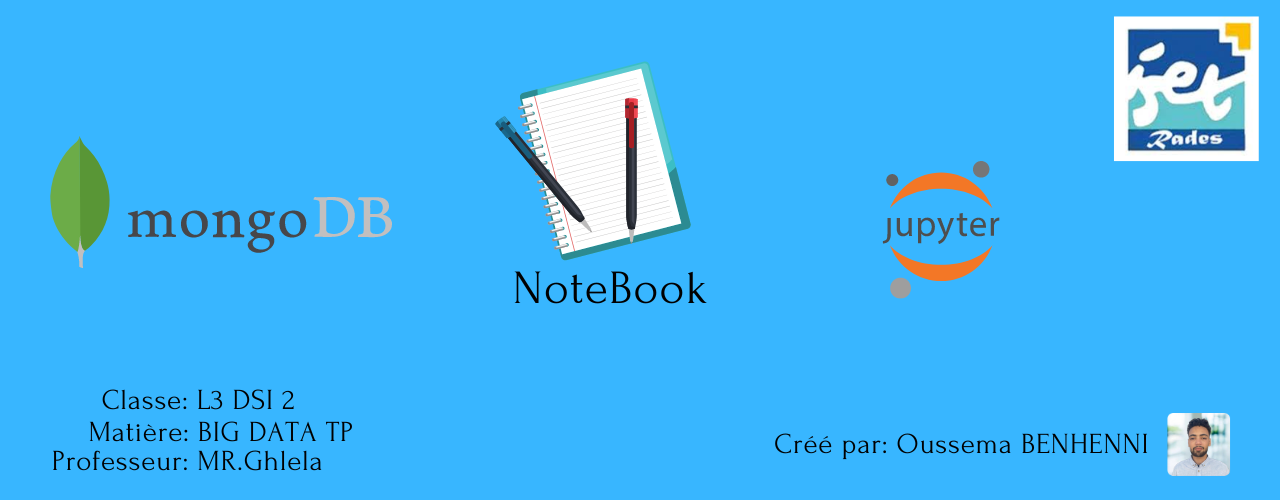 iset
Rades
mongoDB
NoteBook
jupyter
Classe: L3 DSI 2
Matière: BIG DATA TP
Professeur: MR.Ghlela
Créé par: Oussema BENHENNI